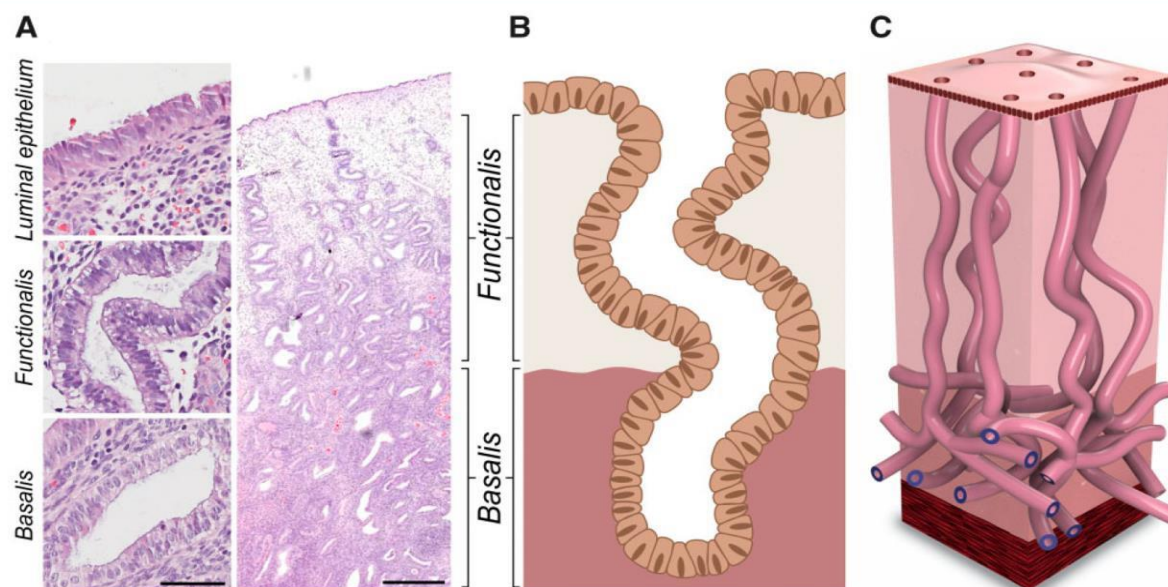 A
B
C
Luminal epithelium
Functionalis
Basalis
Functionalis
Basalis